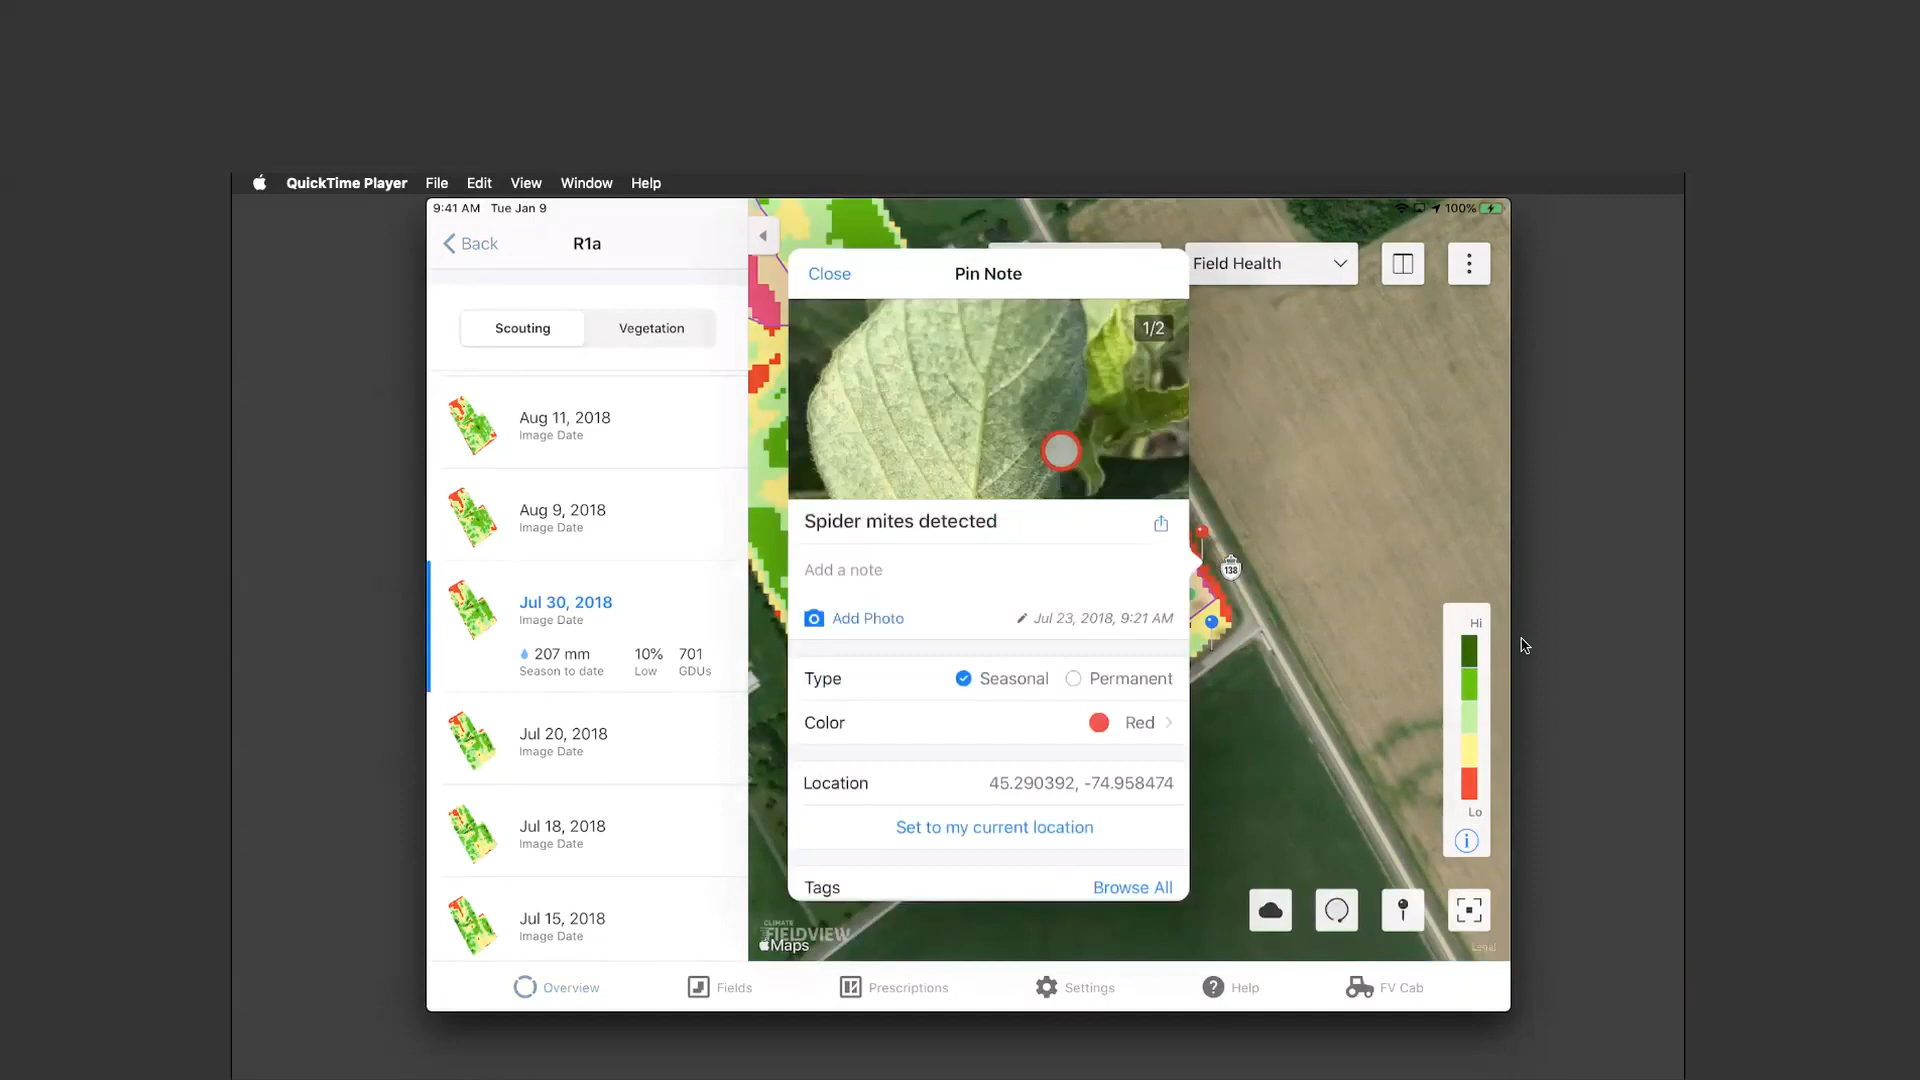 QuickTime Player File Edit View Window Help
9:41 AM Tue Jan 9
100%
Back
R1a
Scouting
Vegetation
Aug 11, 2018
Image Date
Aug 9, 2018
Image Date
Jul 30, 2018
Image Date
207 mm
Season to date
10%
Low
701
GDUs
Jul 20, 2018
Image Date
Jul 18, 2018
Image Date
Jul 15, 2018
Image Date
Close
Pin Note
1/2
Spider mites detected
Add a note
Add Photo
Jul 23, 2018, 9:21 AM
Type
Seasonal
Permanent
Color
Red
Location
45.290392, -74.958474
Set to my current location
Tags
Browse All
Field Health
138
Hi
Lo
CLIMATE
FIELDVIEW
Maps
Legal
Overview
Fields
Prescriptions
Settings
Help
FV Cab